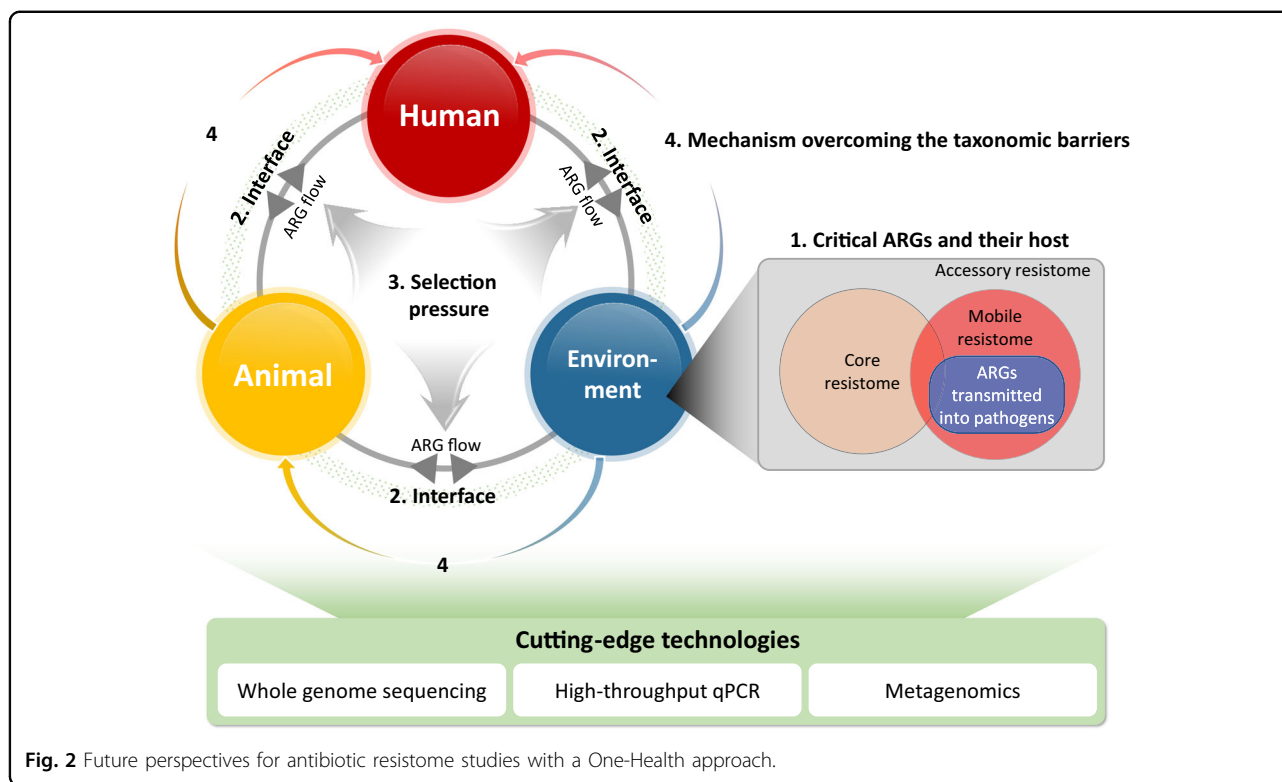 Human
4
4. Mechanism overcoming the taxonomic barriers
2. Interface
ARG flow
2. Interface
ARG flow
1. Critical ARGs and their host
Accessory resistome
3. Selection
pressure
Mobile
resistome
Core
resistome
ARGs
transmitted
into pathogens
Animal
Environ-
ment
ARG flow
2. Interface
4
Cutting-edge technologies
Whole genome sequencing
High-throughput qPCR
Metagenomics
Fig. 2 Future perspectives for antibiotic resistome studies with a One-Health approach.